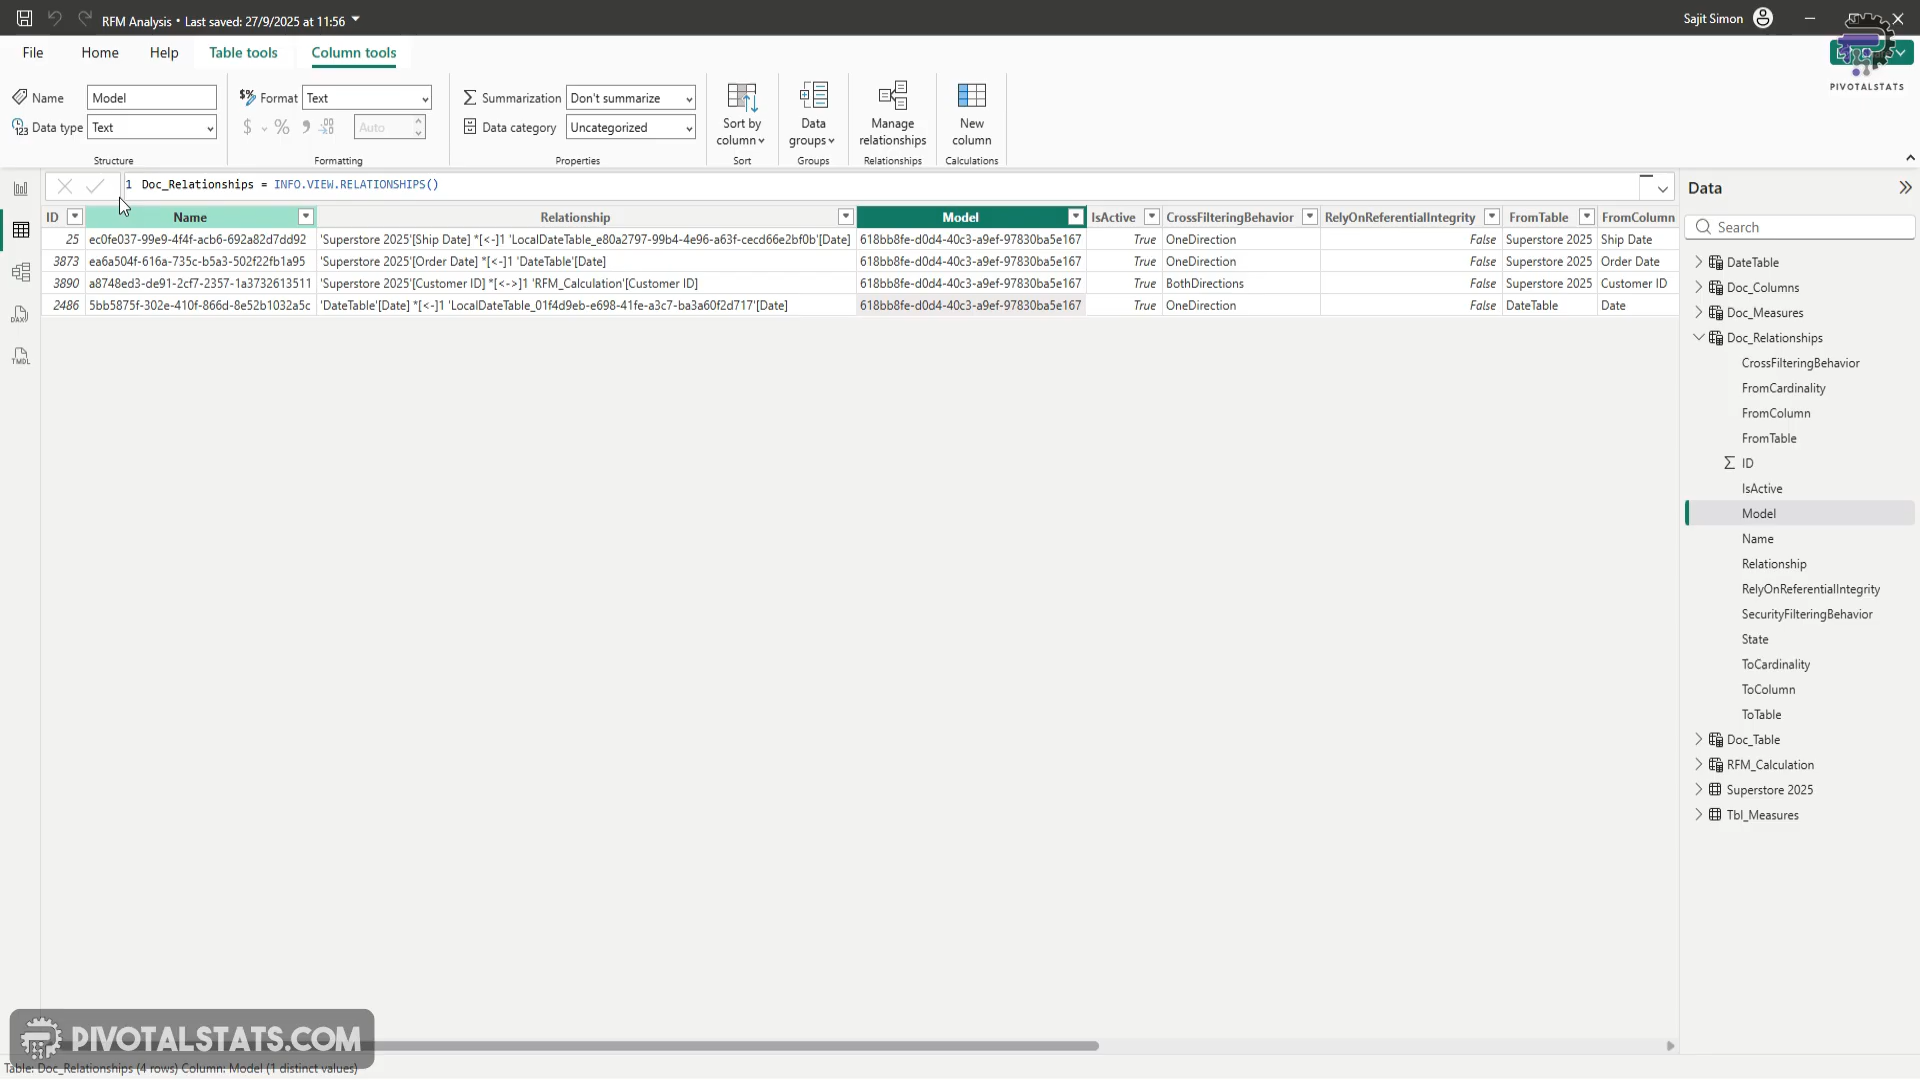 RFM Analysis • Last saved: 27/9/2025 at 11:56
Sajit Simon
File Home Help Table tools Column tools
PIVOTALSTATS
Name Model
Data type Text
Structure
$% Format Text
$ % 9 .00 Auto
Formatting
Σ Summarization Don't summarize
Data category Uncategorized
Properties
Sort by column
Sort
Data groups
Groups
Manage relationships
Relationships
New column
Calculations
1 Doc_Relationships = INFO.VIEW.RELATIONSHIPS()
ID Name Relationship Model IsActive CrossFilteringBehavior RelyOnReferentialIntegrity FromTable FromColumn
25 ec0fe037-99e9-4f4f-acb6-692a82d7dd92 'Superstore 2025'[Ship Date] *[<-]1 'LocalDateTable_e80a2797-99b4-4e96-a63f-cecd66e2bf0b'[Date] 618bb8fe-d0d4-40c3-a9ef-97830ba5e167 True OneDirection False Superstore 2025 Ship Date
3873 ea6a504f-616a-735c-b5a3-502f22fb1a95 'Superstore 2025'[Order Date] *[<-]1 'DateTable'[Date] 618bb8fe-d0d4-40c3-a9ef-97830ba5e167 True OneDirection False Superstore 2025 Order Date
3890 a8748ed3-de91-2cf7-2357-1a3732613511 'Superstore 2025'[Customer ID] *[<->]1 'RFM_Calculation'[Customer ID] 618bb8fe-d0d4-40c3-a9ef-97830ba5e167 True BothDirections False Superstore 2025 Customer ID
2486 5bb5875f-302e-410f-866d-8e52b1032a5c 'DateTable'[Date] *[<-]1 'LocalDateTable_01f4d9eb-e698-41fe-a3c7-ba3a60f2d717'[Date] 618bb8fe-d0d4-40c3-a9ef-97830ba5e167 True OneDirection False DateTable Date
DAX
TMDL
Data
Search
DateTable
Doc_Columns
Doc_Measures
Doc_Relationships
CrossFilteringBehavior
FromCardinality
FromColumn
FromTable
Σ ID
IsActive
Model
Name
Relationship
RelyOnReferentialIntegrity
SecurityFilteringBehavior
State
ToCardinality
ToColumn
ToTable
Doc_Table
RFM_Calculation
Superstore 2025
Tbl_Measures
PIVOTALSTATS.COM
Table: Doc_Relationships (4 rows) Column: Model (1 distinct values)